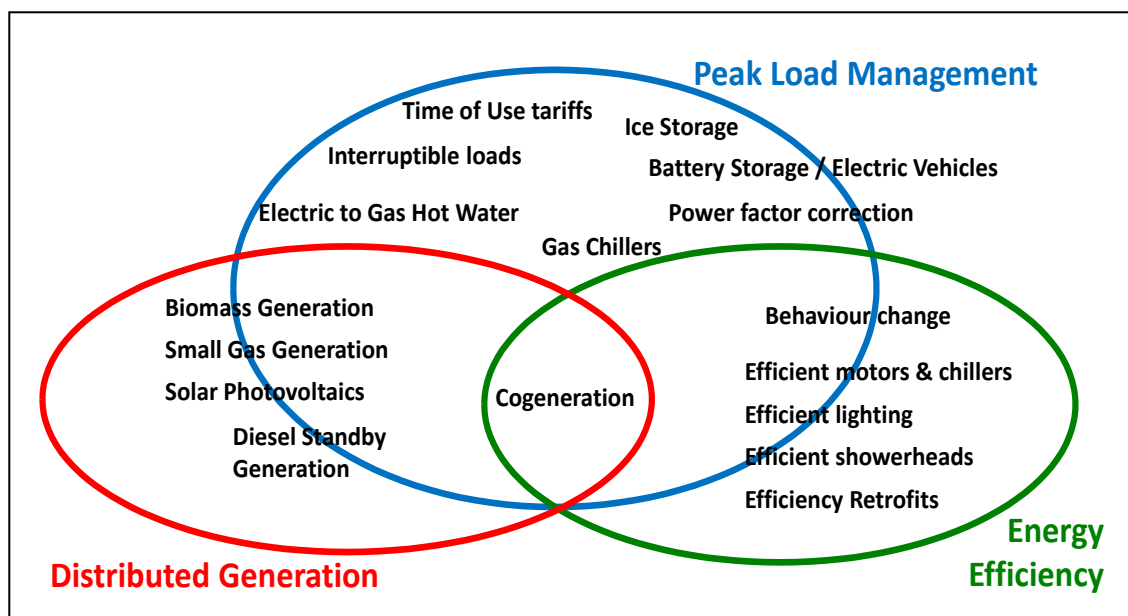 Peak Load Management
Time of Use tariffs
Ice Storage
Interruptible loads
Battery Storage / Electric Vehicles
Electric to Gas Hot Water
Power factor correction
Gas Chillers
Biomass Generation
Small Gas Generation
Solar Photovoltaics
Diesel Standby
Generation
Cogeneration
Behaviour change
Efficient motors & chillers
Efficient lighting
Efficient showerheads
Efficiency Retrofits
Distributed Generation
Energy
Efficiency